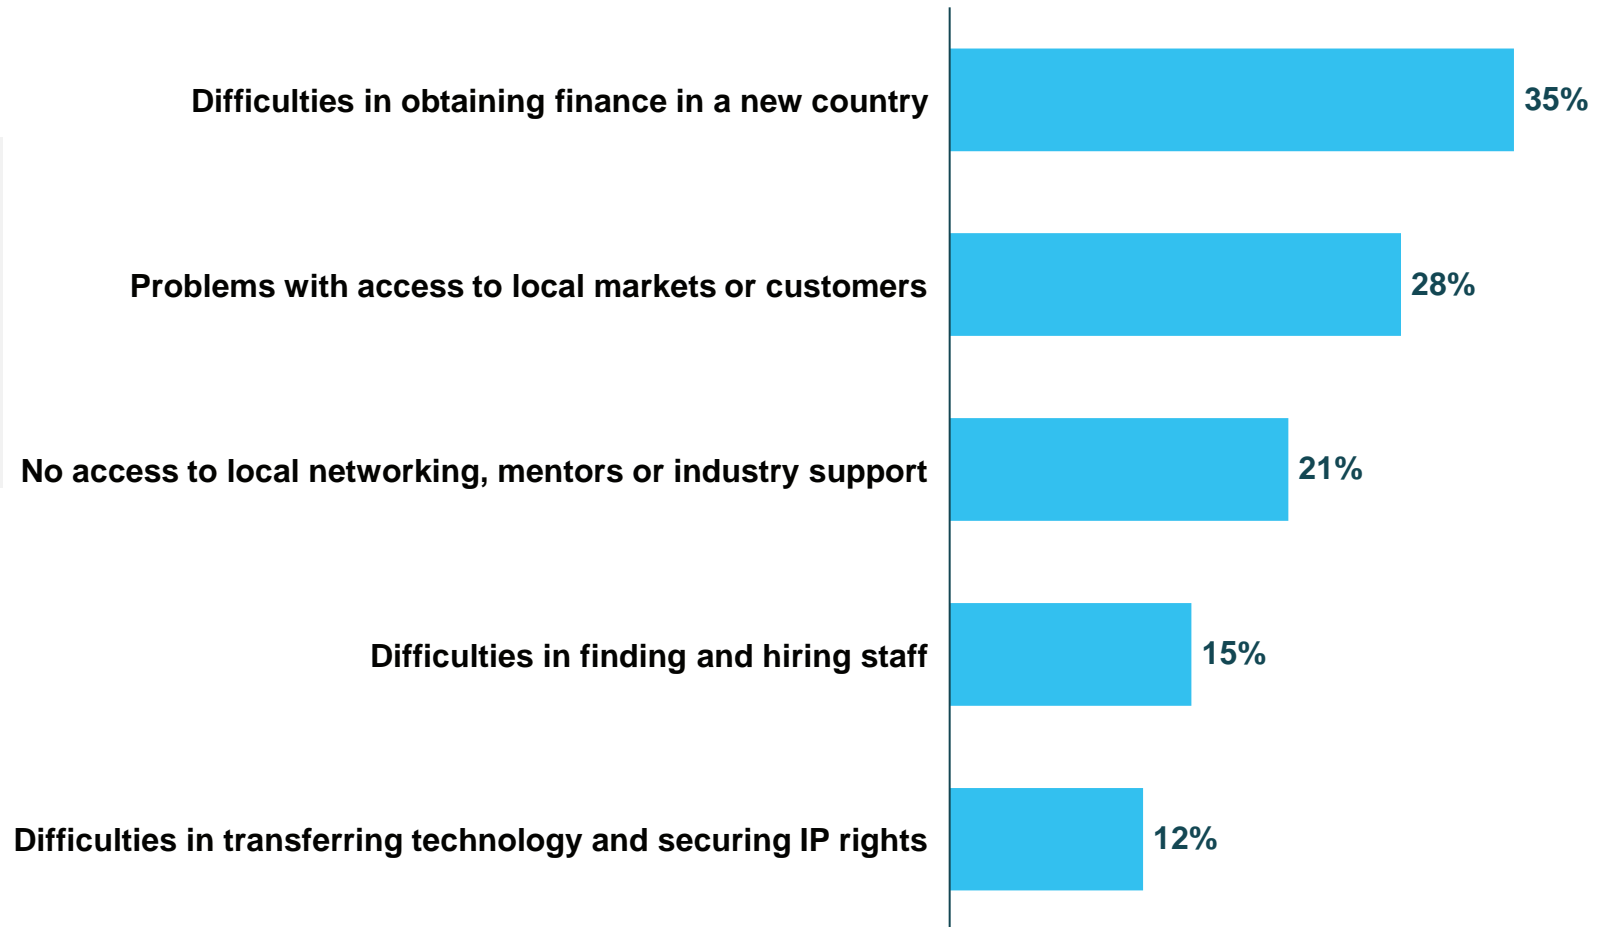 Difficulties in obtaining finance in a new country 35%
Problems with access to local markets or customers 28%
No access to local networking, mentors or industry support 21%
Difficulties in finding and hiring staff 15%
Difficulties in transferring technology and securing IP rights 12%